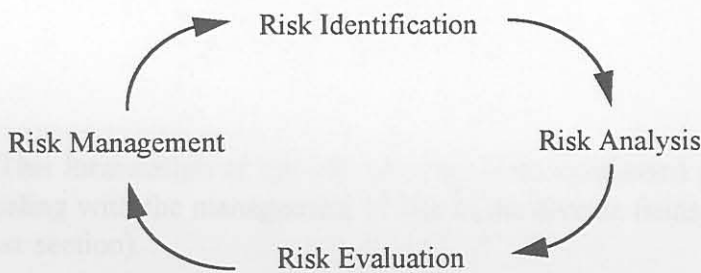 Risk Identification
Risk Management
Risk Analysis
Risk Evaluation